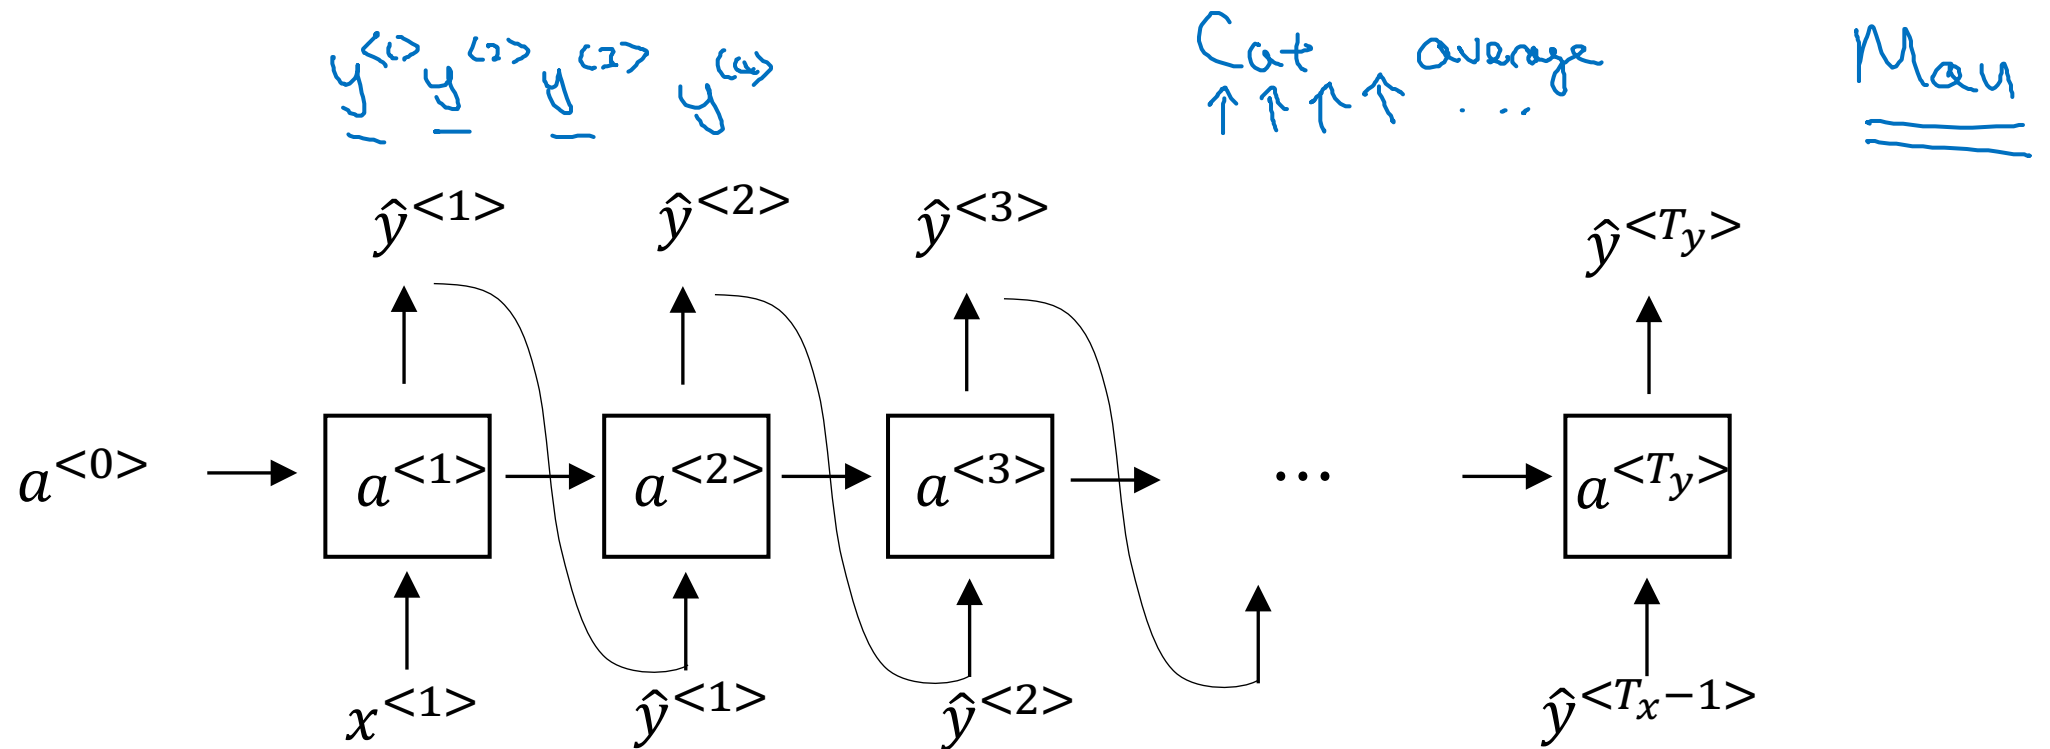 y<1> y<2> y<3> y<4> Cat average Mau
ŷ<1> ŷ<2> ŷ<3> ŷ<Ty>
a<0> a<1> a<2> a<3> ... a<Ty>
x<1> ŷ<1> ŷ<2> ŷ<Tx−1>